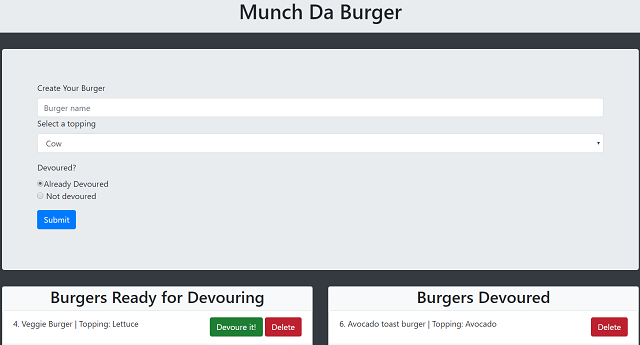 Munch Da Burger
Create Your Burger
Burger name
Select a topping
Cow
Devoured?
Already Devoured
Not devoured
Submit
Burgers Ready for Devouring
4. Veggie Burger | Topping: Lettuce
Devoure it!
Delete
Burgers Devoured
6. Avocado toast burger | Topping: Avocado
Delete